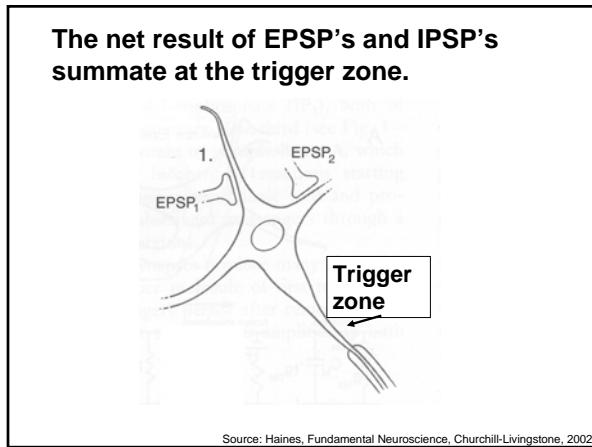 The net result of EPSP's and IPSP's
summate at the trigger zone.
1.
EPSP₂
EPSP₁
Trigger
zone
Source: Haines, Fundamental Neuroscience, Churchill-Livingstone, 2002